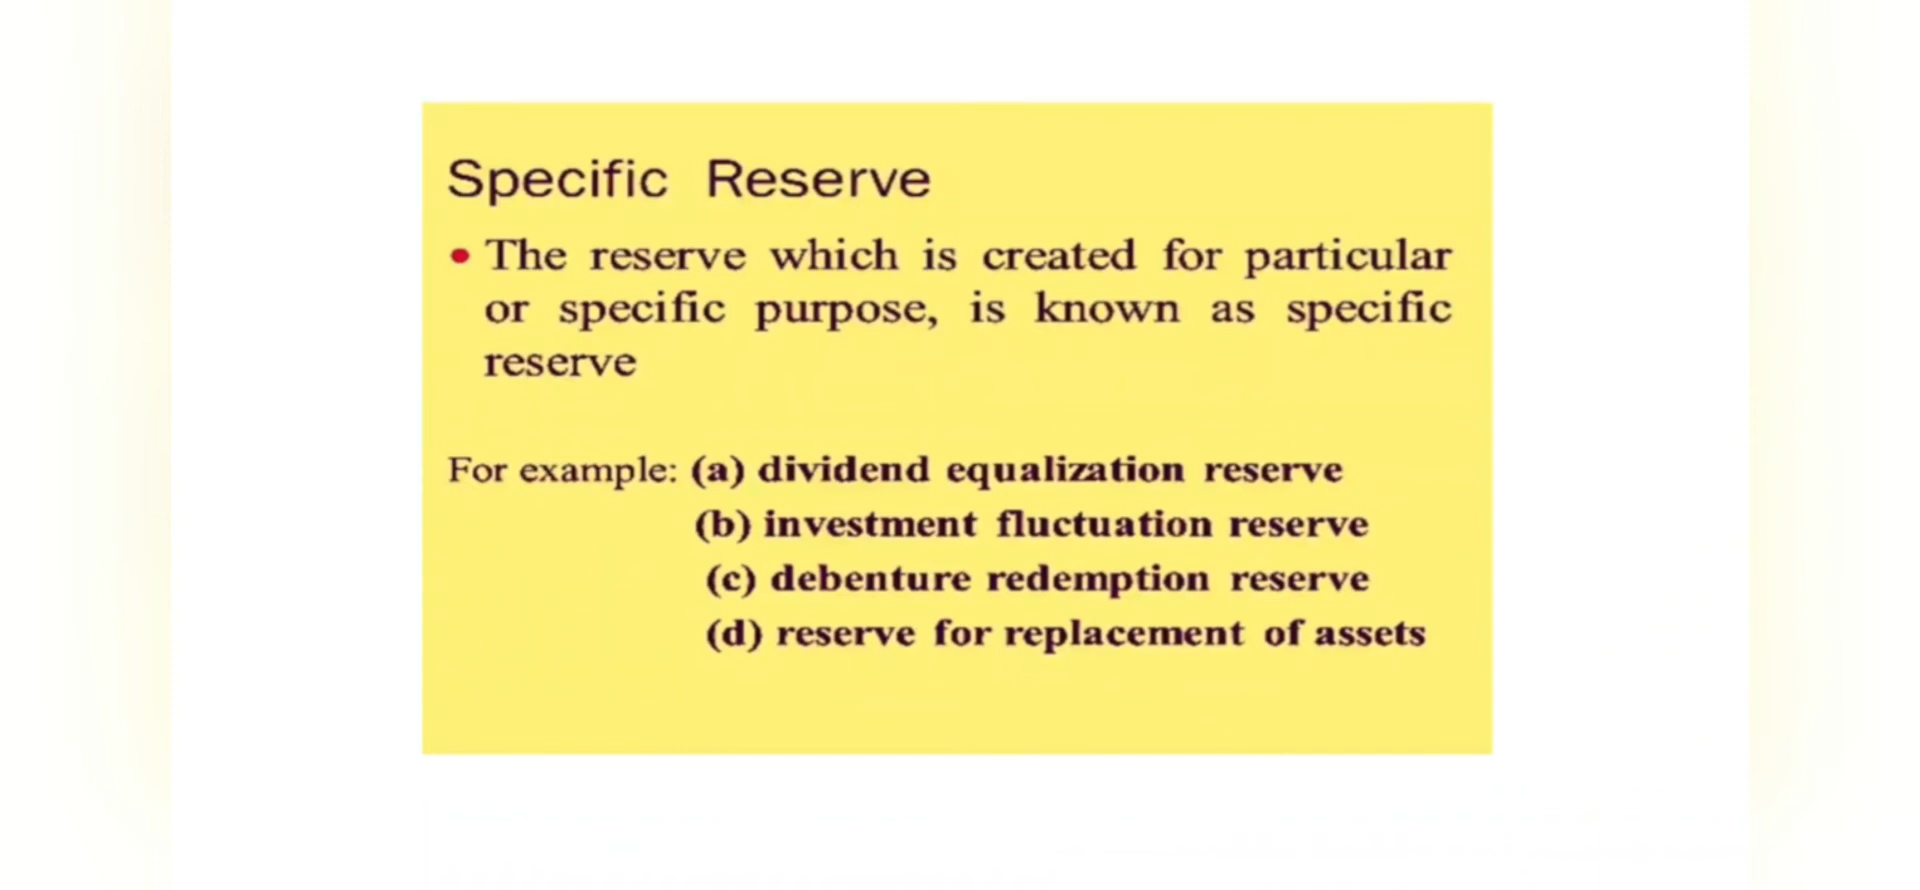 Specific Reserve
• The reserve which is created for particular
or specific purpose, is known as specific
reserve
For example: (a) dividend equalization reserve
(b) investment fluctuation reserve
(c) debenture redemption reserve
(d) reserve for replacement of assets